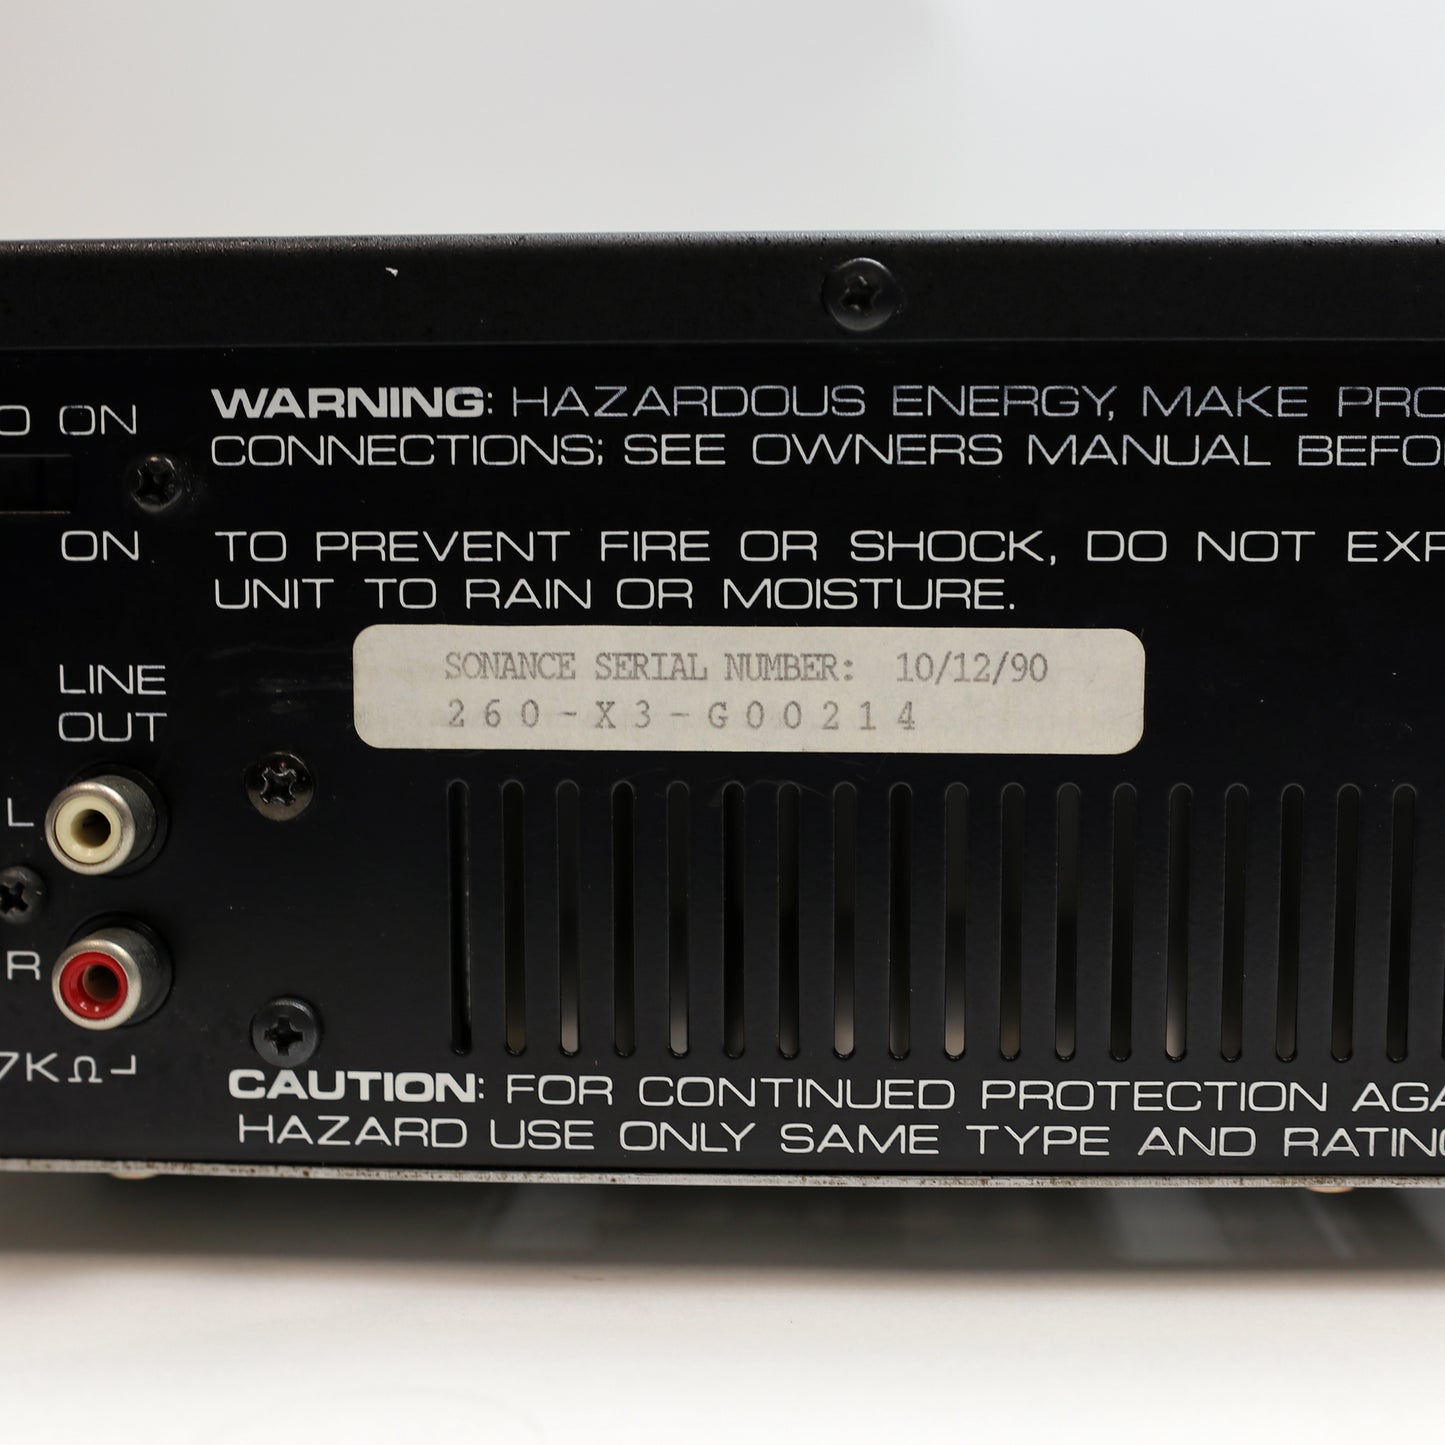 O ON
ON
LINE
OUT
L
R
7KΩ
WARNING: HAZARDOUS ENERGY, MAKE PRO
CONNECTIONS; SEE OWNERS MANUAL BEFO
TO PREVENT FIRE OR SHOCK, DO NOT EXP
UNIT TO RAIN OR MOISTURE.
SONANCE SERIAL NUMBER: 10/12/90
260-X3-G00214
CAUTION: FOR CONTINUED PROTECTION AGA
HAZARD USE ONLY SAME TYPE AND RATING